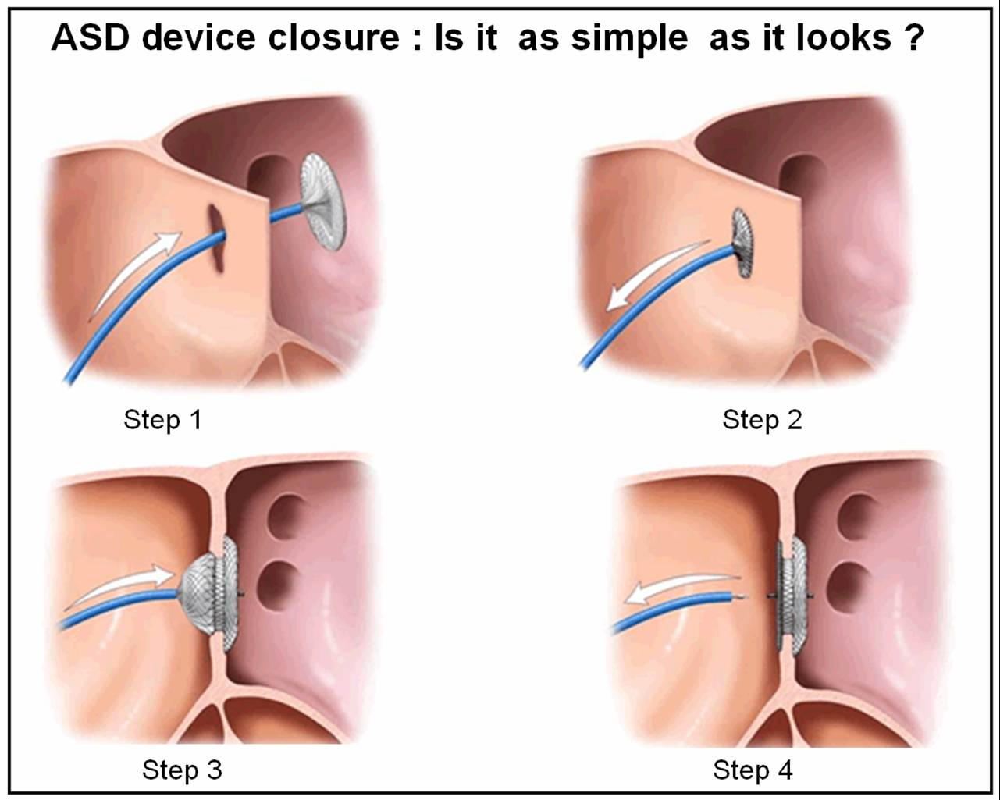 ASD device closure : Is it as simple as it looks ?
Step 1
Step 2
Step 3
Step 4